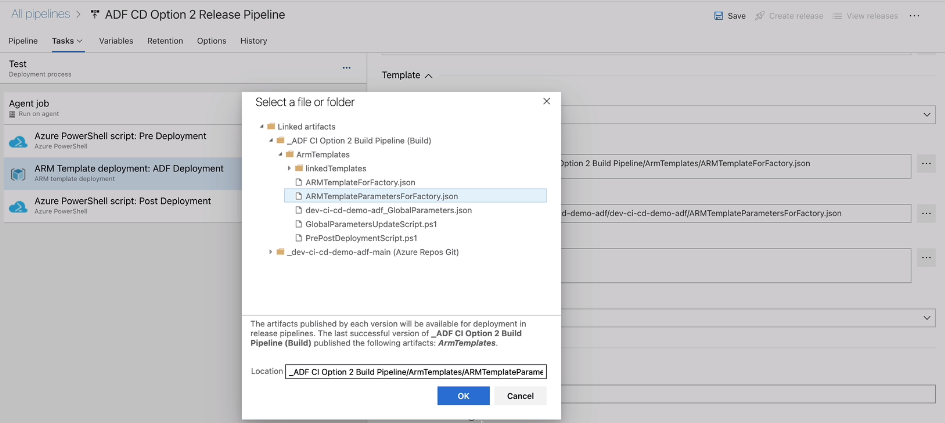 All pipelines > ADF CD Option 2 Release Pipeline
Save Create release View releases ...
Pipeline Tasks Variables Retention Options History
Test
Deployment process
...
Template
Agent job
Run on agent
Azure PowerShell script: Pre Deployment
Azure PowerShell
ARM Template deployment: ADF Deployment
ARM template deployment
Azure PowerShell script: Post Deployment
Azure PowerShell
Select a file or folder
Linked artifacts
_ADF CI Option 2 Build Pipeline (Build)
ArmTemplates
linkedTemplates
ARMTemplateForFactory.json
ARMTemplateParametersForFactory.json
dev-ci-cd-demo-adf_GlobalParameters.json
GlobalParametersUpdateScript.ps1
PrePostDeploymentScript.ps1
_dev-ci-cd-demo-adf-main (Azure Repos Git)
The artifacts published by each version will be available for deployment in
release pipelines. The last successful version of _ADF CI Option 2 Build
Pipeline (Build) published the following artifacts: ArmTemplates.
Location _ADF CI Option 2 Build Pipeline/ArmTemplates/ARMTemplateParame
OK Cancel
Option 2 Build Pipeline/ArmTemplates/ARMTemplateForFactory.json
...
d-demo-adf/dev-ci-cd-demo-adf/ARMTemplateParametersForFactory.json
...
...